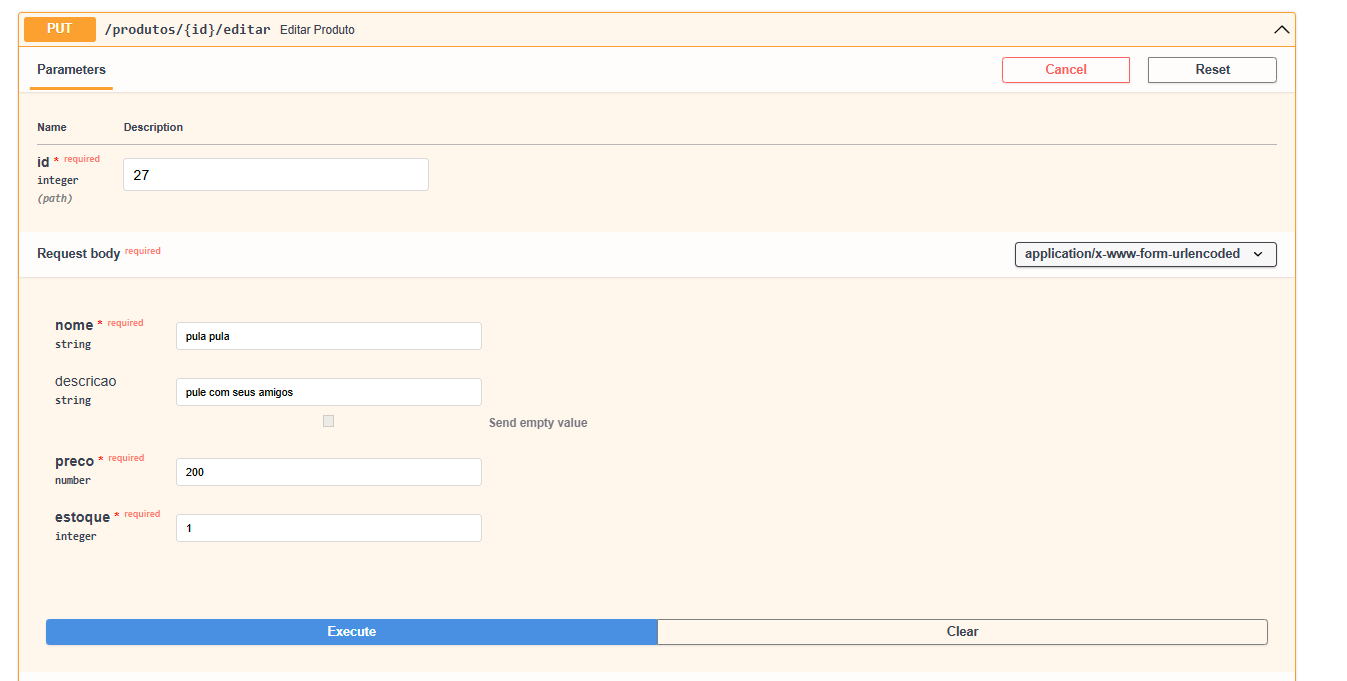 PUT /produtos/{id}/editar Editar Produto
Parameters Cancel Reset
Name Description
id * required 27
integer
(path)
Request body required application/x-www-form-urlencoded
nome * required pula pula
string
descricao pule com seus amigos
string
Send empty value
preco * required 200
number
estoque * required 1
integer
Execute Clear